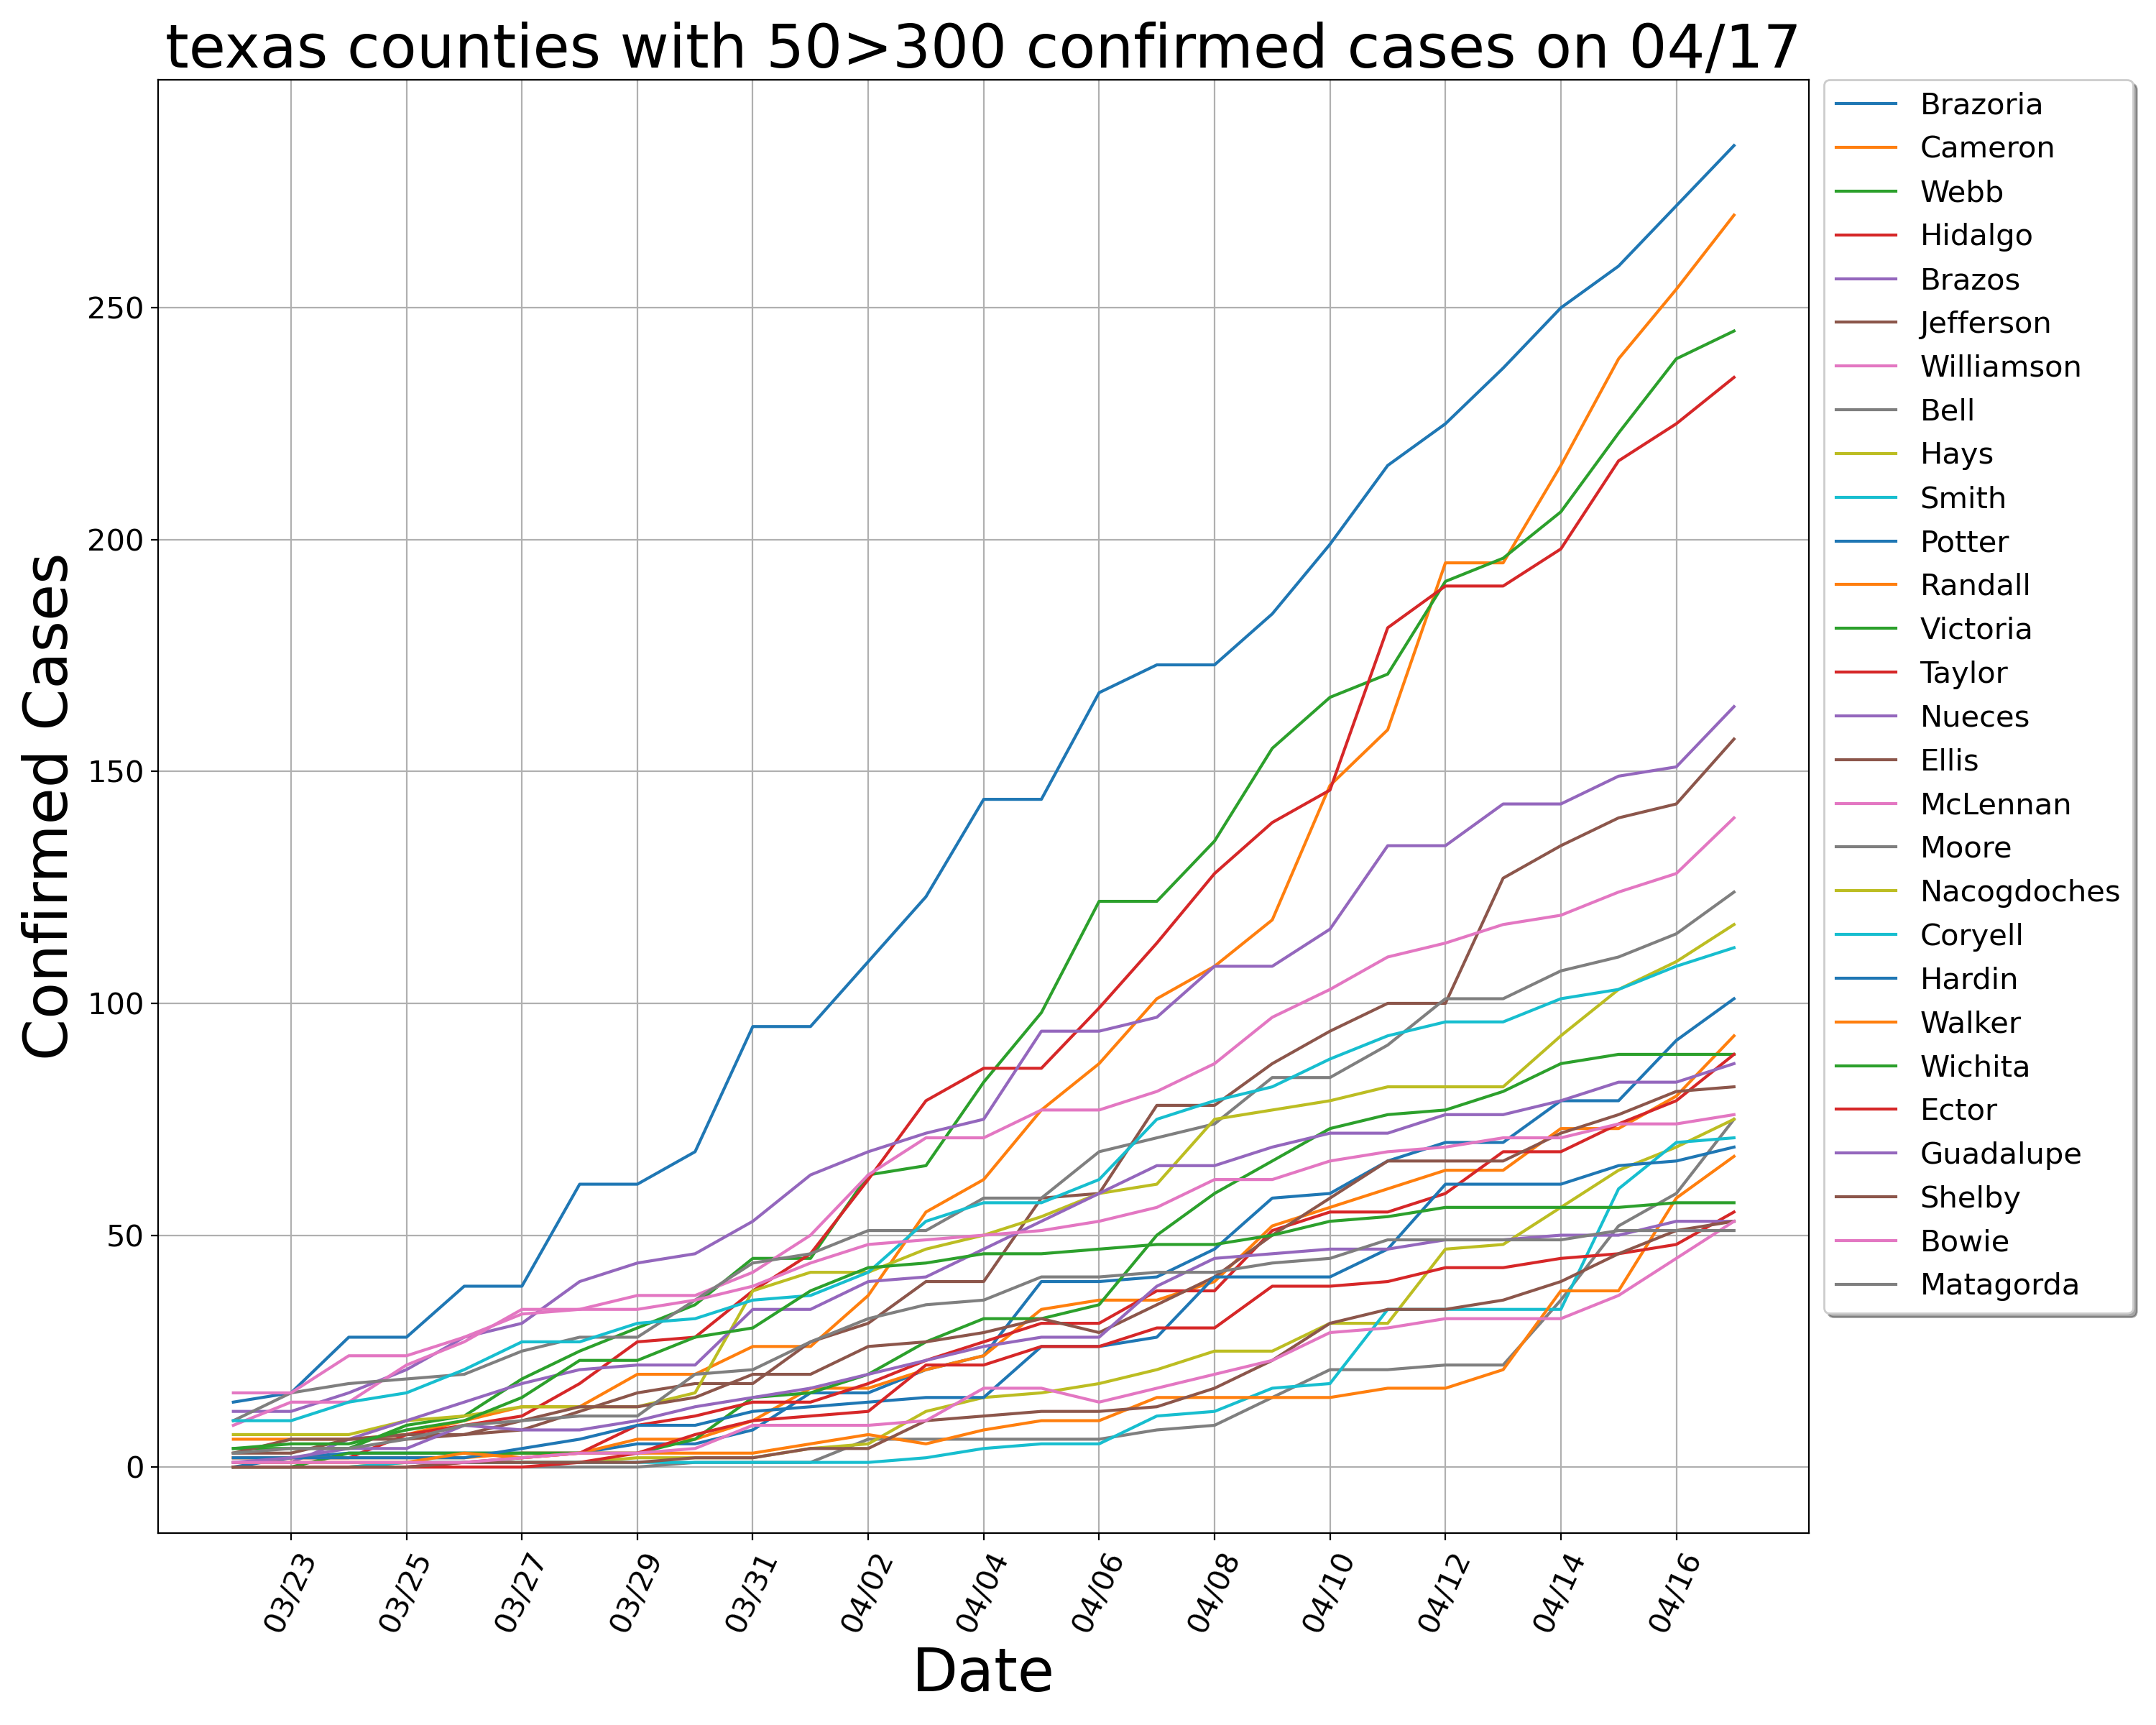 texas counties with 50>300 confirmed cases on 04/17
Confirmed Cases
250
200
150
100
50
0
03/23
03/25
03/27
03/29
03/31
04/02
04/04
04/06
04/08
04/10
04/12
04/14
04/16
Date
Brazoria
Cameron
Webb
Hidalgo
Brazos
Jefferson
Williamson
Bell
Hays
Smith
Potter
Randall
Victoria
Taylor
Nueces
Ellis
McLennan
Moore
Nacogdoches
Coryell
Hardin
Walker
Wichita
Ector
Guadalupe
Shelby
Bowie
Matagorda